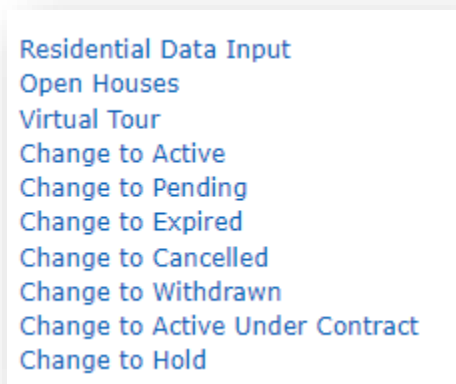 Residential Data Input
Open Houses
Virtual Tour
Change to Active
Change to Pending
Change to Expired
Change to Cancelled
Change to Withdrawn
Change to Active Under Contract
Change to Hold